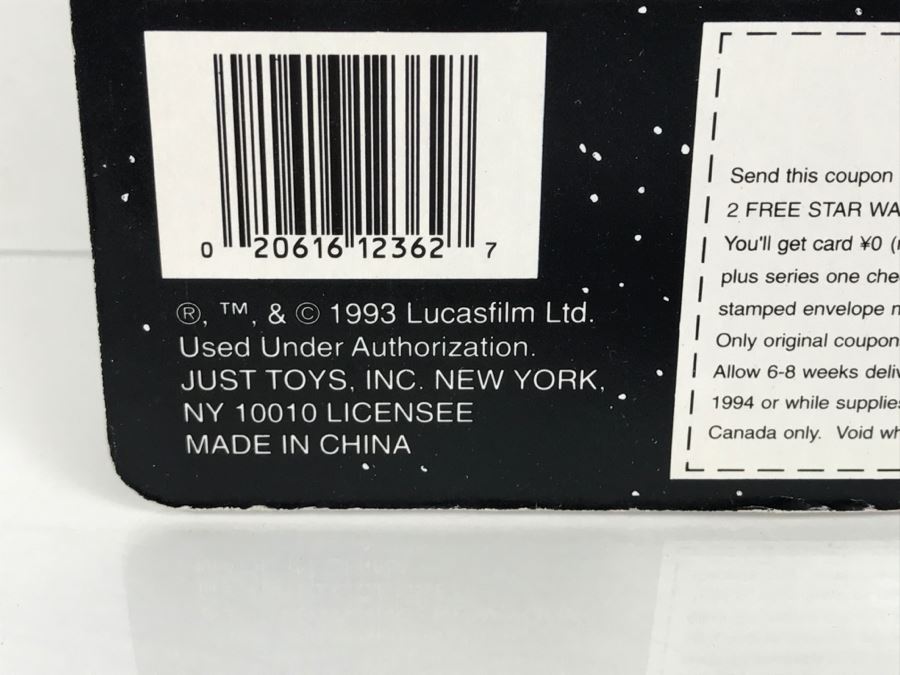 0 20616 12362 7
®, ™, & © 1993 Lucasfilm Ltd.
Used Under Authorization.
JUST TOYS, INC. NEW YORK,
NY 10010 LICENSEE
MADE IN CHINA
Send this coupon
2 FREE STAR WA
You'll get card ¥0 (
plus series one che
stamped envelope
Only original coupon
Allow 6-8 weeks deliv
1994 or while supplies
Canada only. Void wh